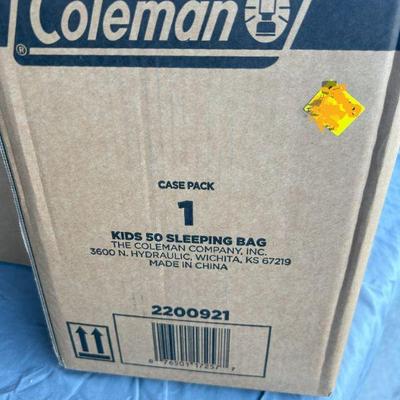 Coleman
®
CASE PACK
1
KIDS 50 SLEEPING BAG
THE COLEMAN COMPANY, INC.
3600 N. HYDRAULIC, WICHITA, KS 67219
MADE IN CHINA
2200921